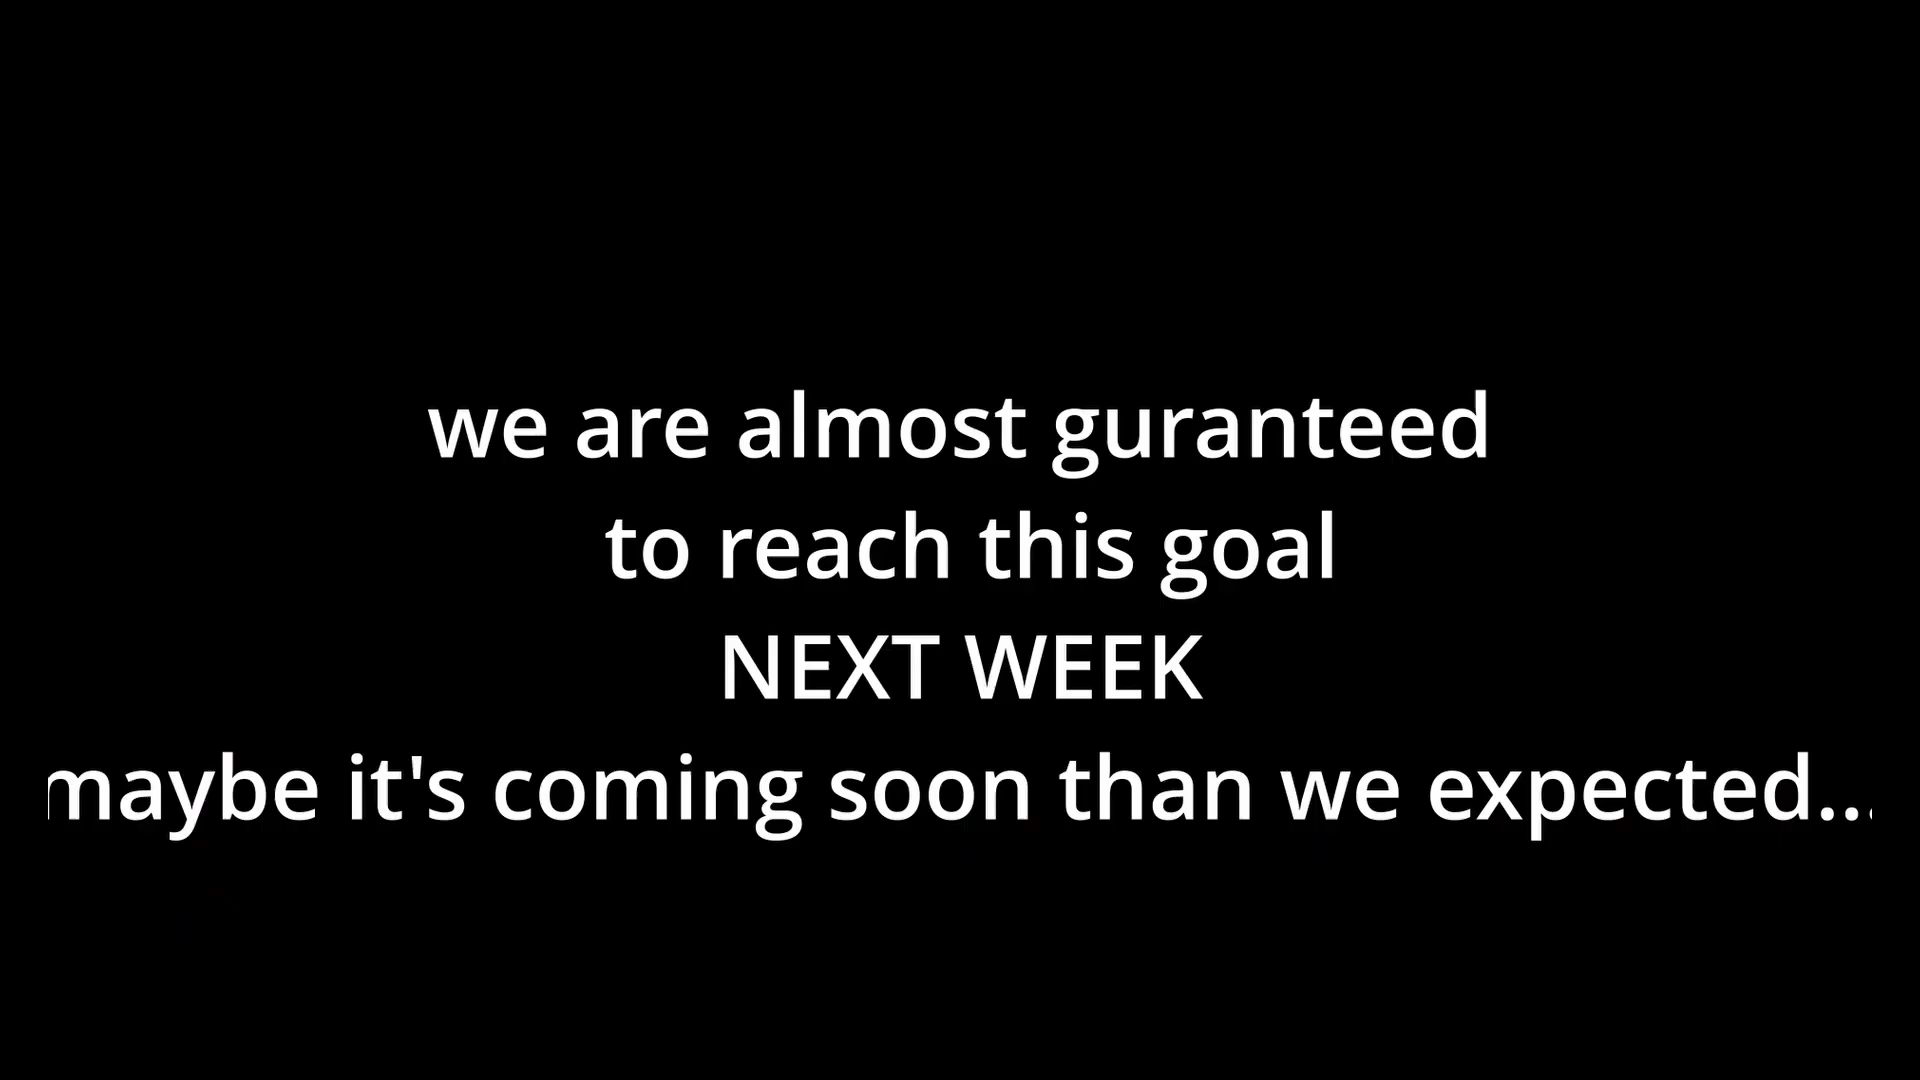 we are almost guranteed
to reach this goal
NEXT WEEK
maybe it's coming soon than we expected...